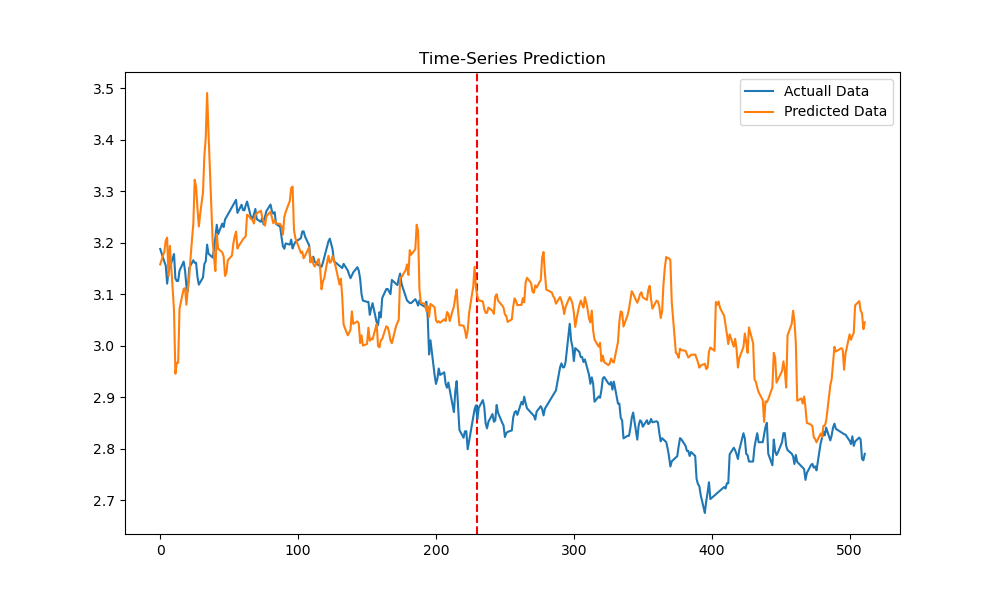 Time-Series Prediction
Actuall Data
Predicted Data
3.5
3.4
3.3
3.2
3.1
3.0
2.9
2.8
2.7
0 100 200 300 400 500